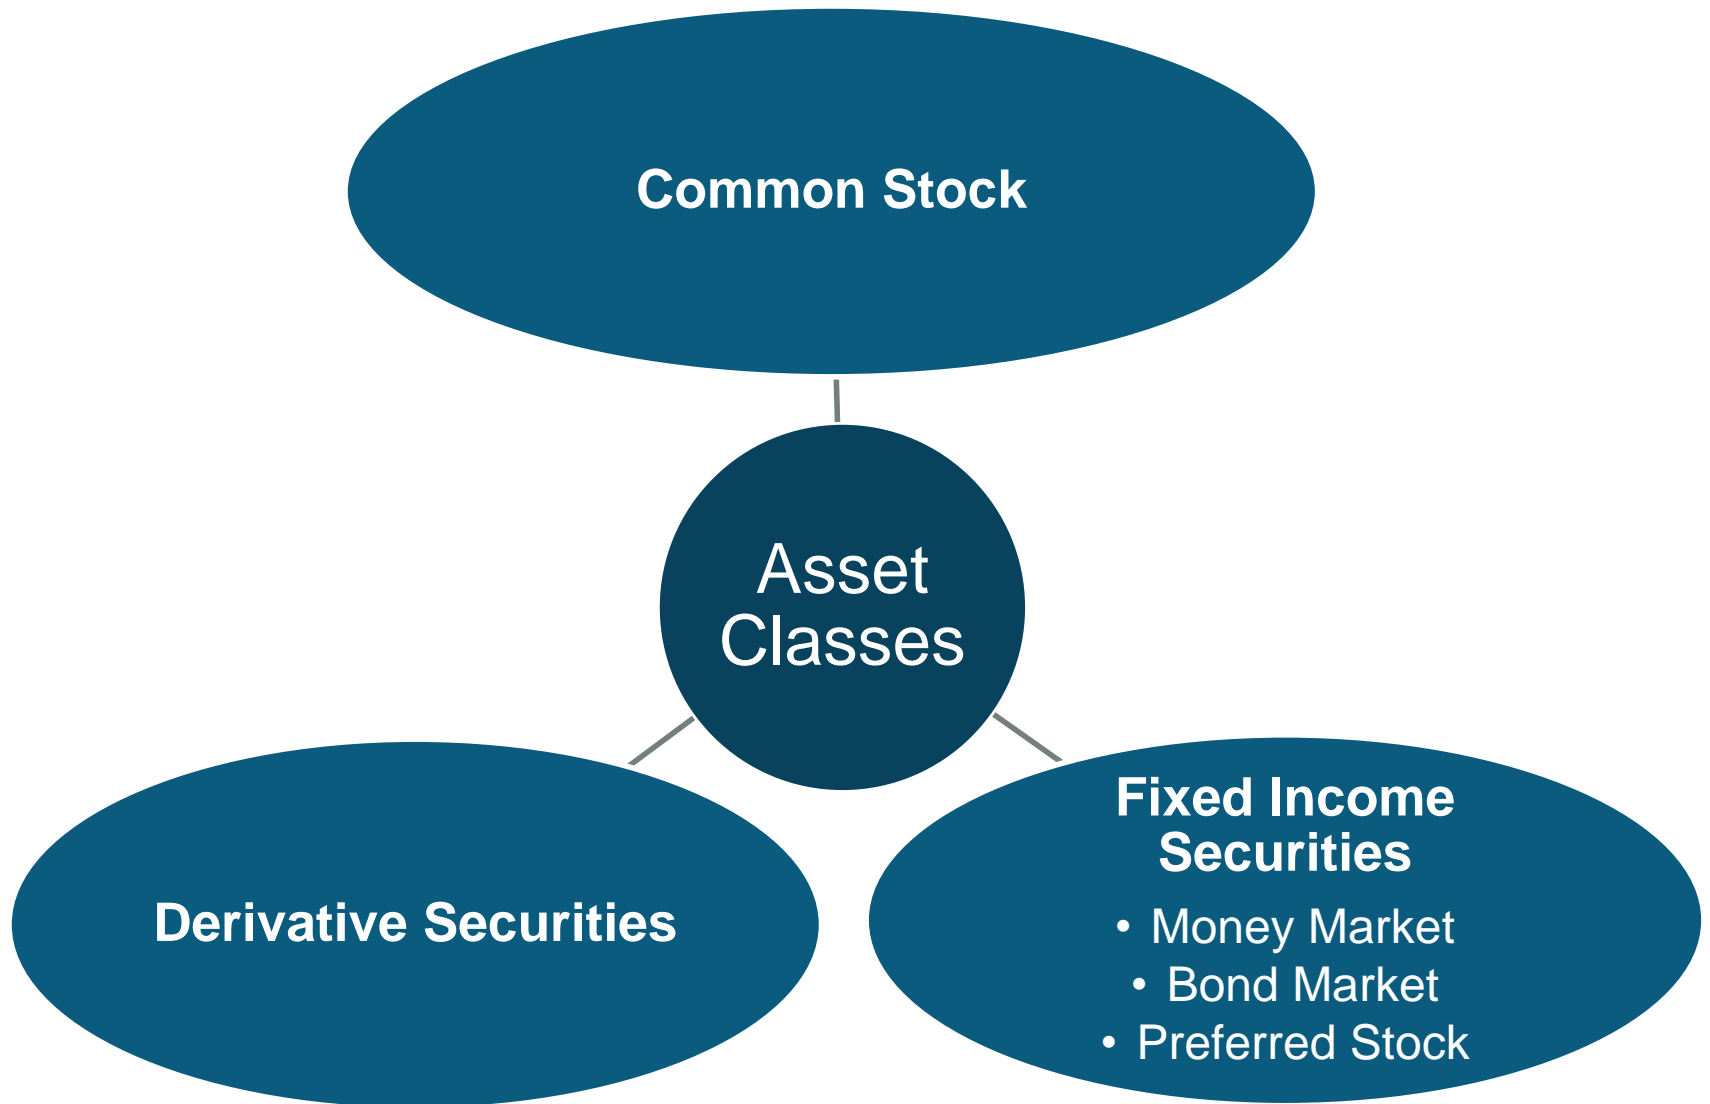 Common Stock
Asset
Classes
Derivative Securities
Fixed Income
Securities
• Money Market
• Bond Market
• Preferred Stock